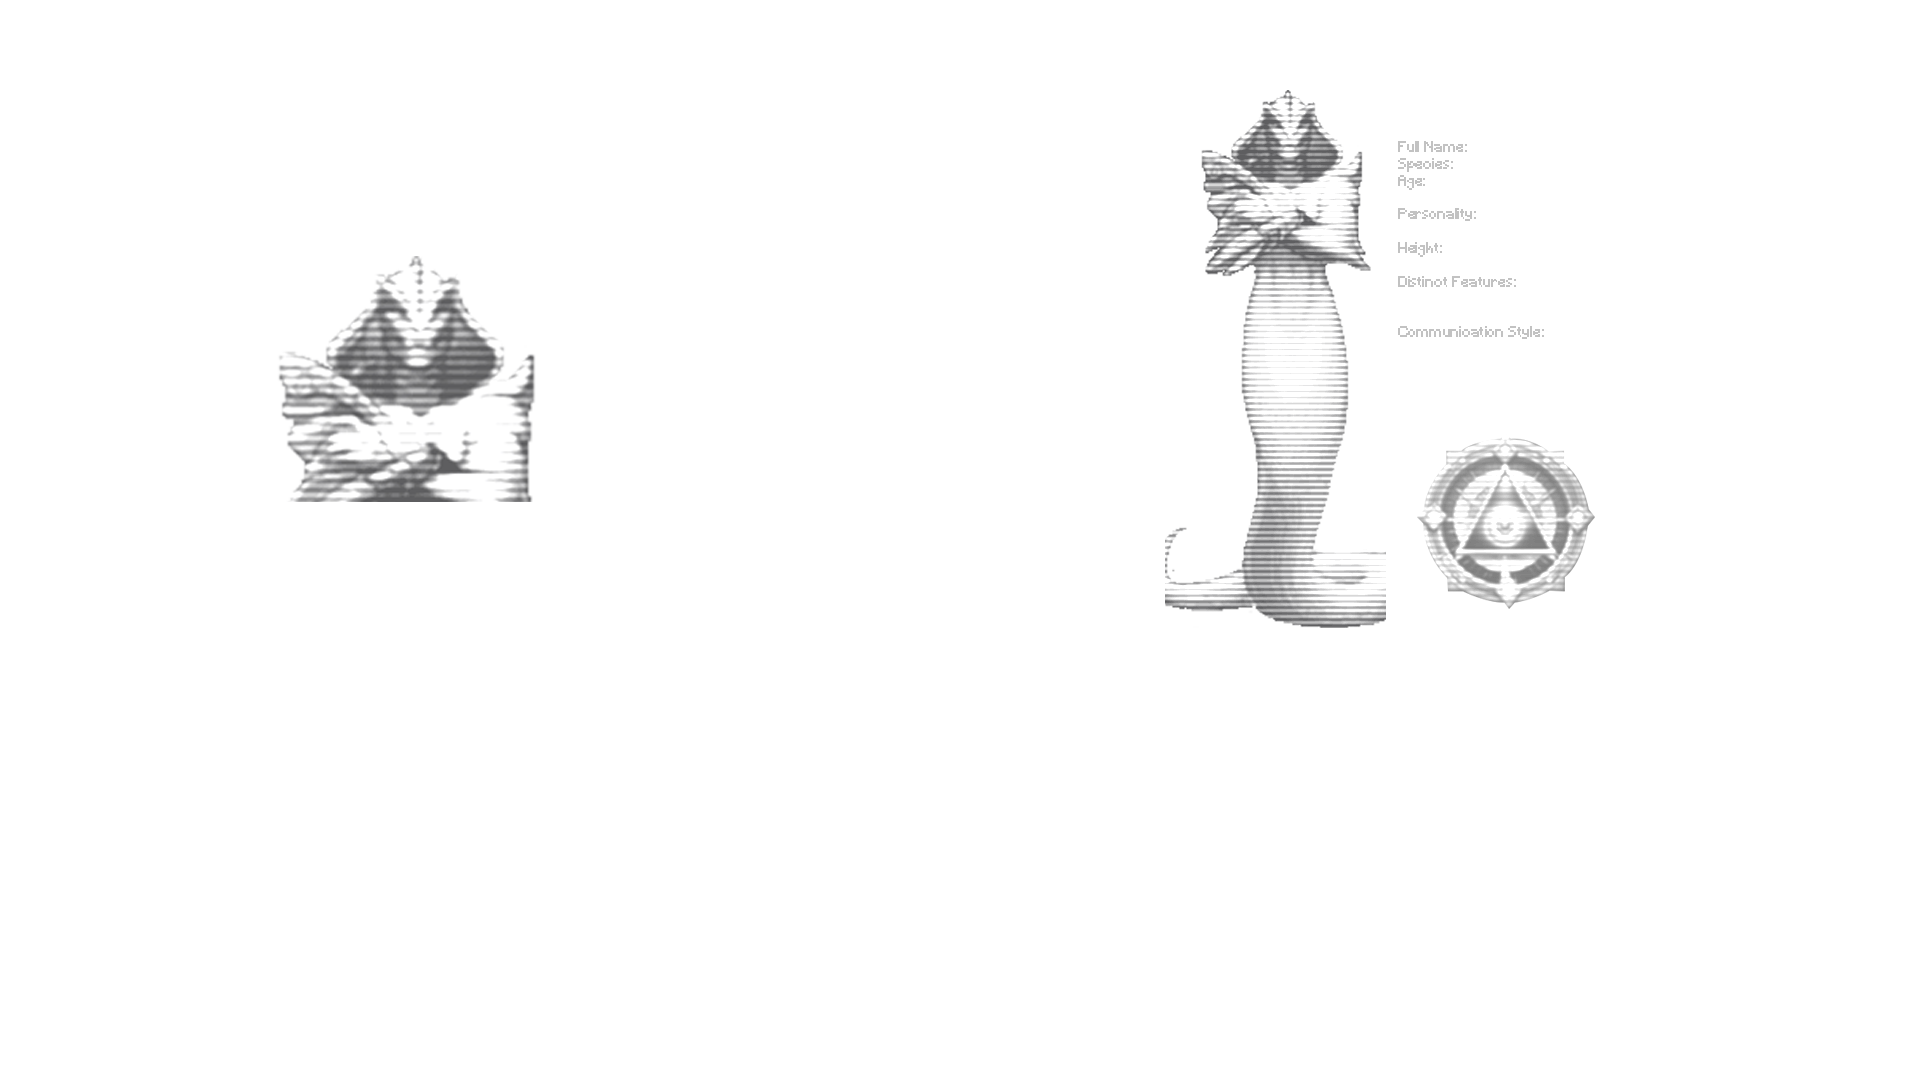 Full Name:
Species:
Age:
Personality:
Height:
Distinct Features:
Communication Style: